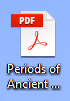 PDF
Periods of
Ancient ...